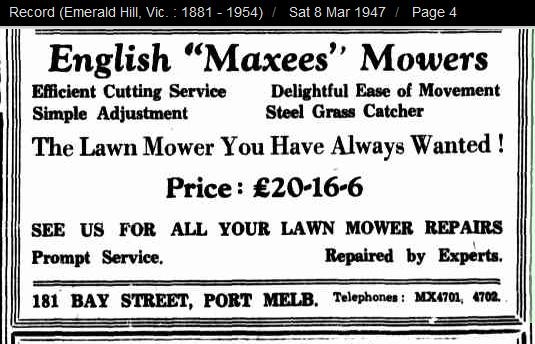 Record (Emerald Hill, Vic. : 1881 - 1954) / Sat 8 Mar 1947 / Page 4
English "Maxees" Mowers
Efficient Cutting Service Delightful Ease of Movement
Simple Adjustment Steel Grass Catcher
The Lawn Mower You Have Always Wanted !
Price : £20-16-6
SEE US FOR ALL YOUR LAWN MOWER REPAIRS
Prompt Service. Repaired by Experts.
181 BAY STREET, PORT MELB. Telephones : MX4701, 4702.